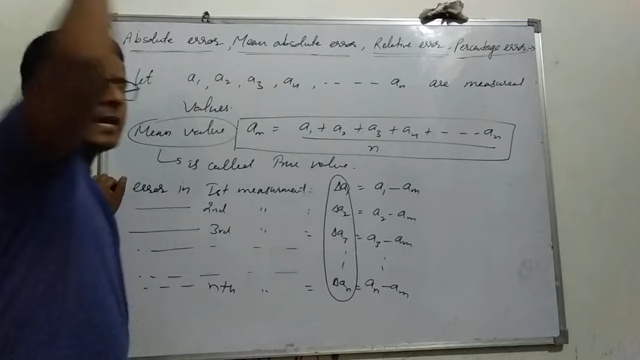 Absolute error, Mean absolute error, Relative error, Percentage error →
Let a₁, a₂, a₃, a₄, - - - - - aₙ are measured
Values.
Mean value aₘ = (a₁ + a₂ + a₃ + a₄ + - - - aₙ) / n
↳ is called True value.
error in Ist measurment: Δa₁ = a₁ - aₘ
——— 2nd " : Δa₂ = a₂ - aₘ
——— 3rd " = Δa₃ = a₃ - aₘ
- - - nth " = Δaₙ = aₙ - aₘ